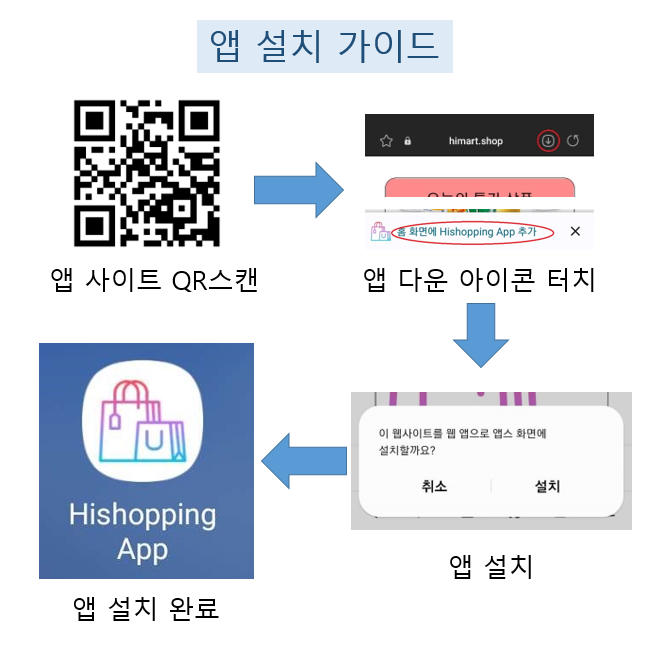 앱 설치 가이드
himart.shop
오늘의 특가 상품
홈 화면에 Hishopping App 추가
앱 사이트 QR스캔
앱 다운 아이콘 터치
이 웹사이트를 웹 앱으로 앱스 화면에
설치할까요?
취소
설치
앱 설치
Hishopping
App
앱 설치 완료